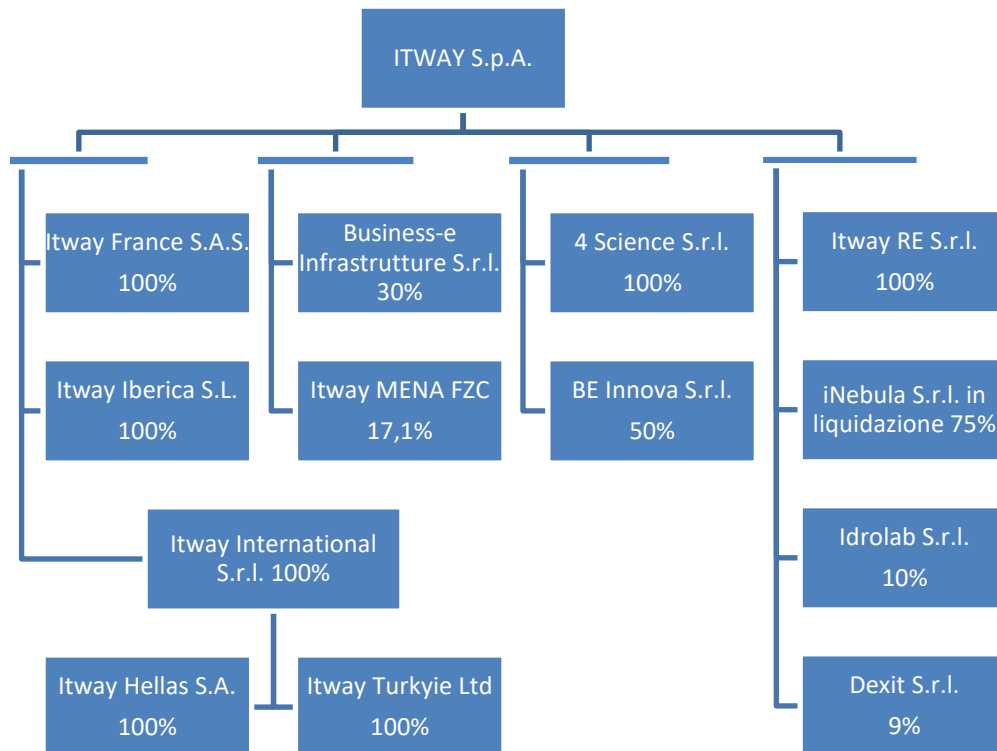 ITWAY S.p.A.
Itway France S.A.S.
100%
Business-e
Infrastrutture S.r.l.
30%
4 Science S.r.l.
100%
Itway RE S.r.l.
100%
Itway Iberica S.L.
100%
Itway MENA FZC
17,1%
BE Innova S.r.l.
50%
iNebula S.r.l. in
liquidazione 75%
Itway International
S.r.l. 100%
Idrolab S.r.l.
10%
Itway Hellas S.A.
100%
Itway Turkyie Ltd
100%
Dexit S.r.l.
9%